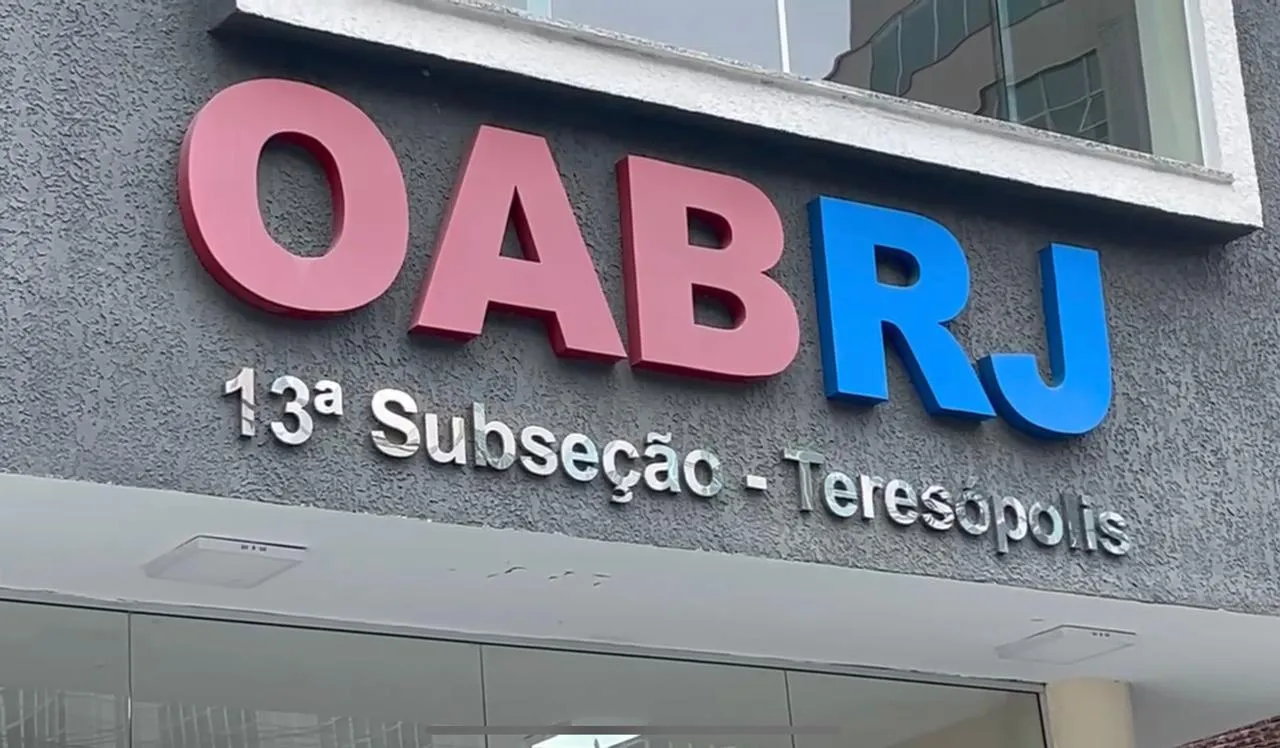 OABRJ
13ª Subseção - Teresópolis